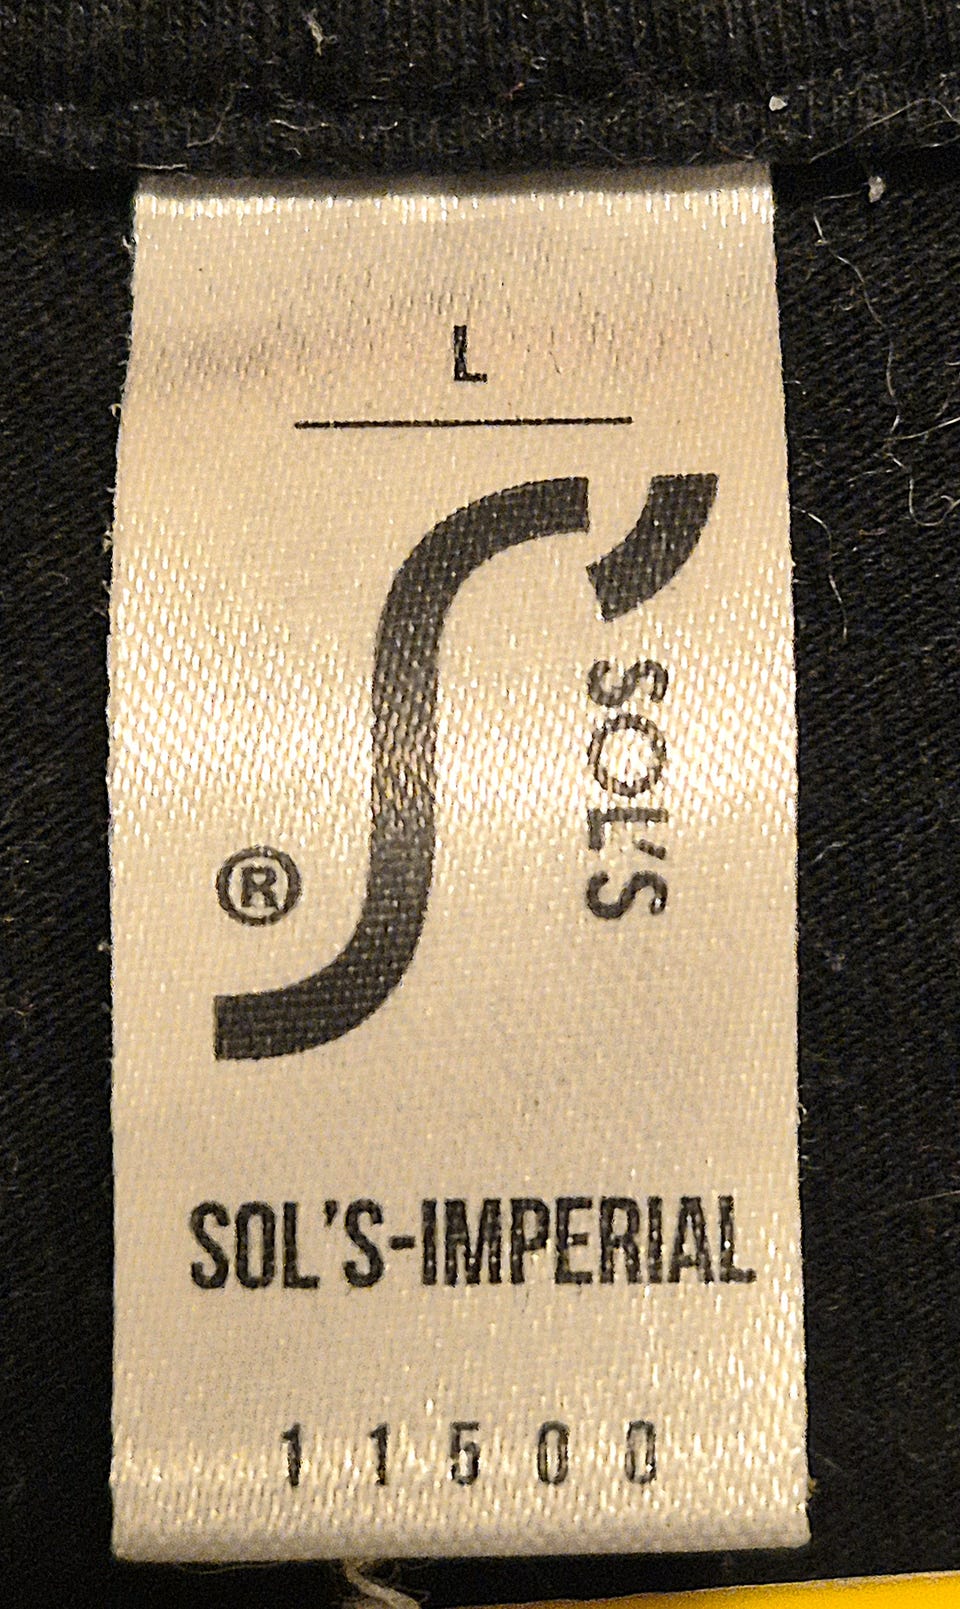 L
SOL'S
®
SOL'S-IMPERIAL
11500